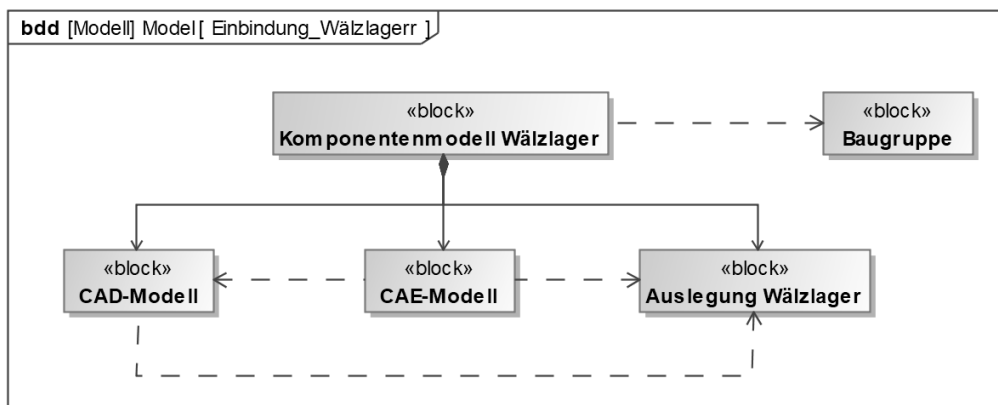 bdd [Modell] Model[ Einbindung_Wälzlagerr ]
«block»
Komponentenmodell Wälzlager
«block»
Baugruppe
«block»
CAD-Modell
«block»
CAE-Modell
«block»
Auslegung Wälzlager